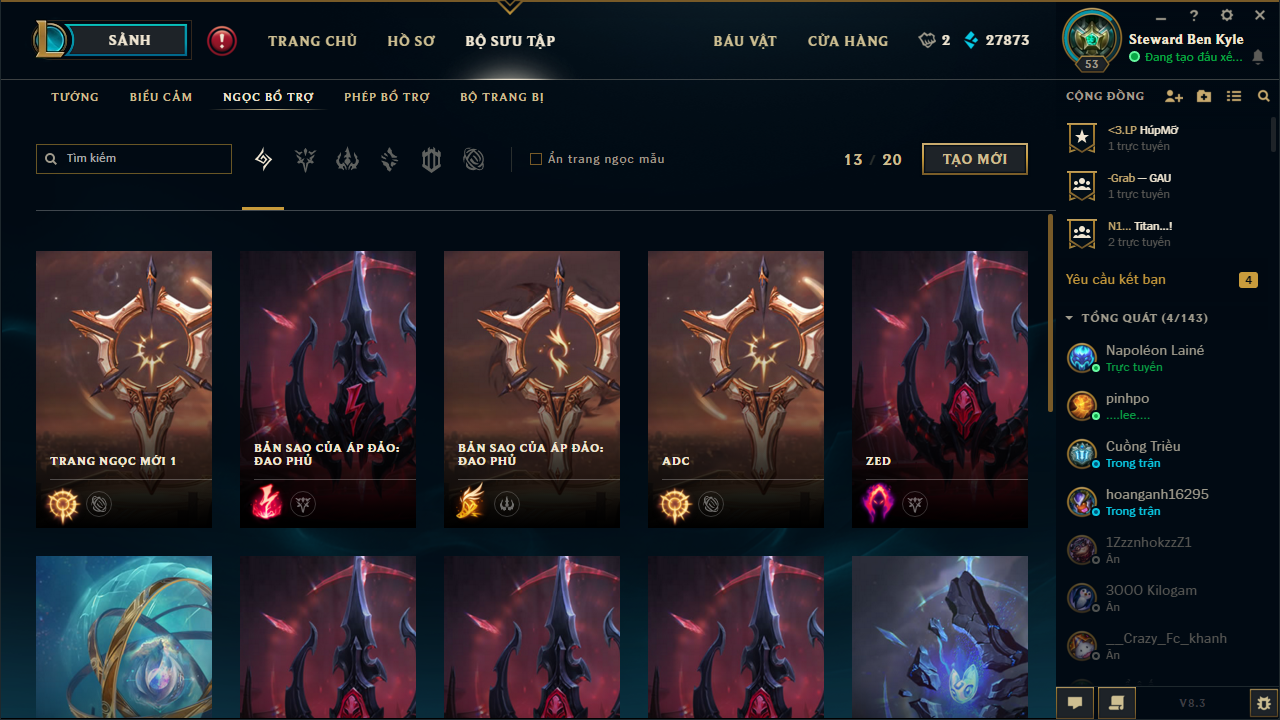 SẢNH
TRANG CHỦ
HỒ SƠ
BỘ SƯU TẬP
BÁU VẬT
CỬA HÀNG
2
27873
53
Steward Ben Kyle
Đang tạo đấu xế...
TƯỚNG
BIỂU CẢM
NGỌC BỔ TRỢ
PHÉP BỔ TRỢ
BỘ TRANG BỊ
Tìm kiếm
Ẩn trang ngọc mẫu
13 / 20
TẠO MỚI
TRANG NGỌC MỚI 1
BẢN SAO CỦA ÁP ĐẢO:
ĐAO PHỦ
BẢN SAO CỦA ÁP ĐẢO:
ĐAO PHỦ
ADC
ZED
CỘNG ĐỒNG
<3.LP HúpMỡ
1 trực tuyến
-Grab — GAU
1 trực tuyến
N1... Titan...!
2 trực tuyến
Yêu cầu kết bạn
4
TỔNG QUÁT (4/143)
Napoléon Lainé
Trực tuyến
pinhpo
....lee....
Cuồng Triều
Trong trận
hoanganh16295
Trong trận
1ZzznhokzzZ1
Ẩn
3OOO Kilogam
Ẩn
__Crazy_Fc_khanh
Ẩn
V8.3